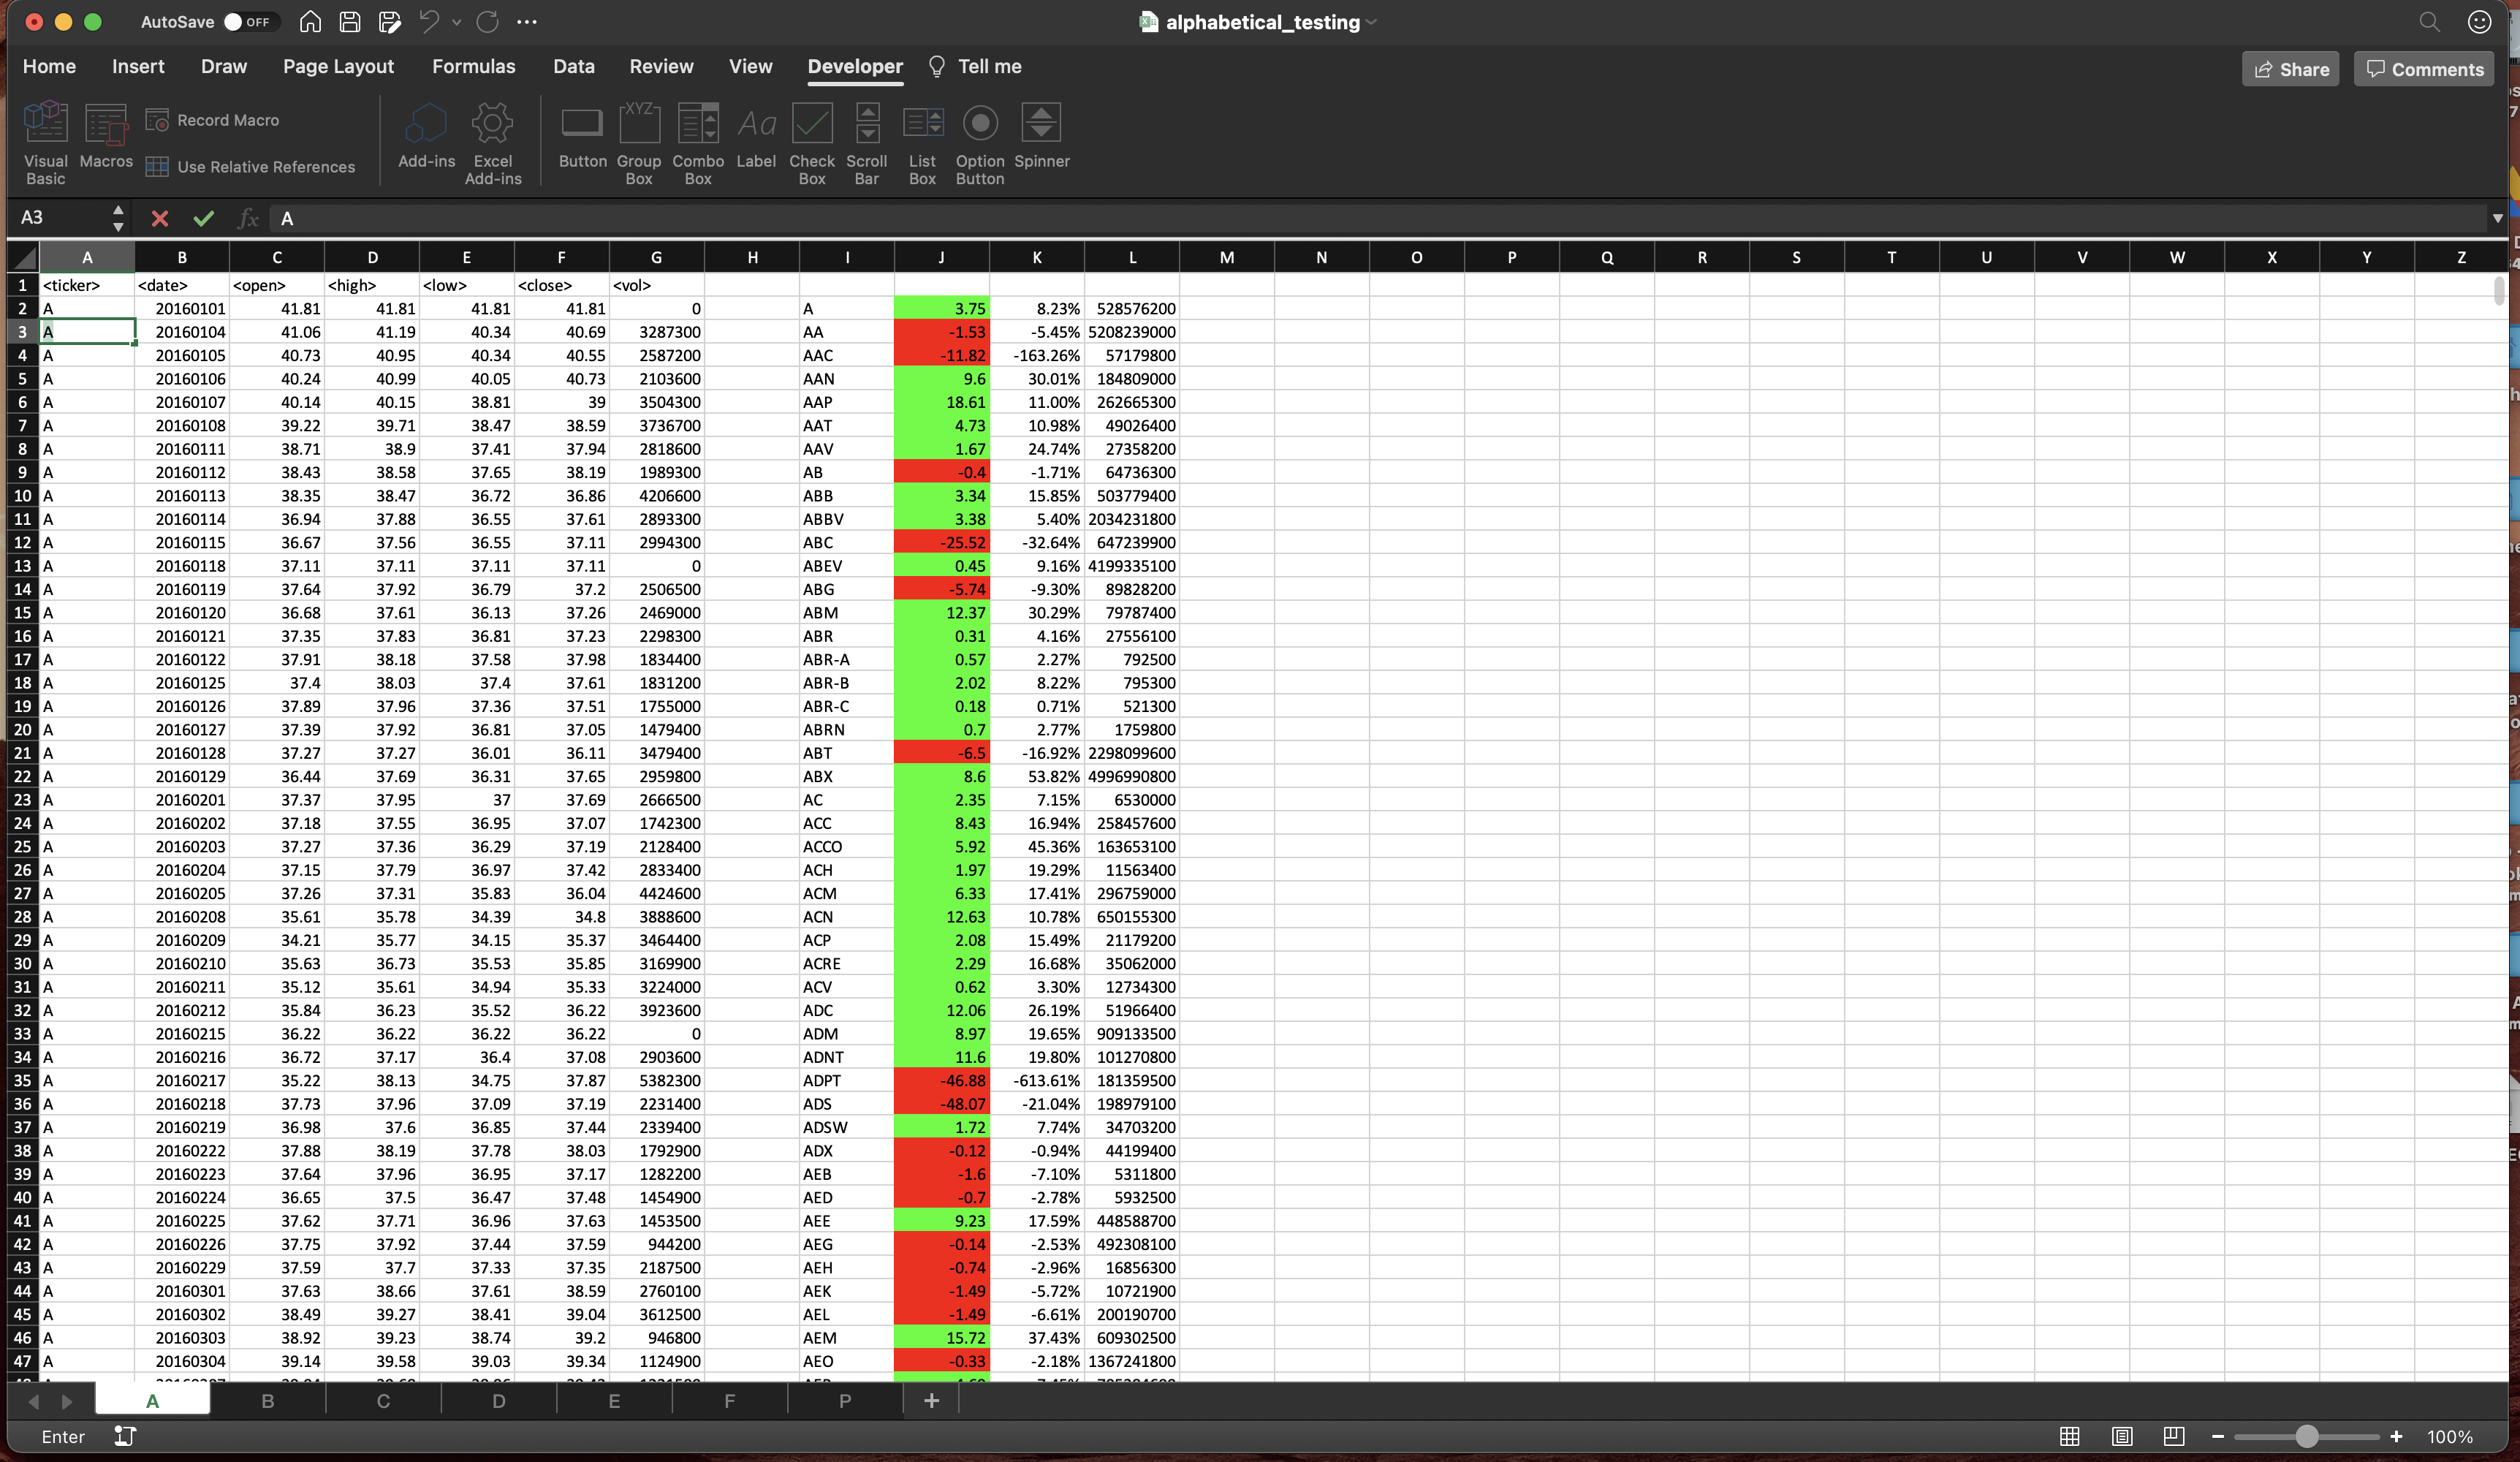 AutoSave OFF alphabetical_testing
Home Insert Draw Page Layout Formulas Data Review View Developer Tell me Share Comments
Visual Basic Macros Record Macro Use Relative References Add-ins Excel Add-ins Button Group Box Combo Box Label Check Box Scroll Bar List Box Option Button Spinner
A3 fx A
A B C D E F G H I J K L M N O P Q R S T U V W X Y Z
1 <ticker> <date> <open> <high> <low> <close> <vol>
2 A 20160101 41.81 41.81 41.81 41.81 0 A 3.75 8.23% 528576200
3 A 20160104 41.06 41.19 40.34 40.69 3287300 AA -1.53 -5.45% 5208239000
4 A 20160105 40.73 40.95 40.34 40.55 2587200 AAC -11.82 -163.26% 57179800
5 A 20160106 40.24 40.99 40.05 40.73 2103600 AAN 9.6 30.01% 184809000
6 A 20160107 40.14 40.15 38.81 39 3504300 AAP 18.61 11.00% 262665300
7 A 20160108 39.22 39.71 38.47 38.59 3736700 AAT 4.73 10.98% 49026400
8 A 20160111 38.71 38.9 37.41 37.94 2818600 AAV 1.67 24.74% 27358200
9 A 20160112 38.43 38.58 37.65 38.19 1989300 AB -0.4 -1.71% 64736300
10 A 20160113 38.35 38.47 36.72 36.86 4206600 ABB 3.34 15.85% 503779400
11 A 20160114 36.94 37.88 36.55 37.61 2893300 ABBV 3.38 5.40% 2034231800
12 A 20160115 36.67 37.56 36.55 37.11 2994300 ABC -25.52 -32.64% 647239900
13 A 20160118 37.11 37.11 37.11 37.11 0 ABEV 0.45 9.16% 4199335100
14 A 20160119 37.64 37.92 36.79 37.2 2506500 ABG -5.74 -9.30% 89828200
15 A 20160120 36.68 37.61 36.13 37.26 2469000 ABM 12.37 30.29% 79787400
16 A 20160121 37.35 37.83 36.81 37.23 2298300 ABR 0.31 4.16% 27556100
17 A 20160122 37.91 38.18 37.58 37.98 1834400 ABR-A 0.57 2.27% 792500
18 A 20160125 37.4 38.03 37.4 37.61 1831200 ABR-B 2.02 8.22% 795300
19 A 20160126 37.89 37.96 37.36 37.51 1755000 ABR-C 0.18 0.71% 521300
20 A 20160127 37.39 37.92 36.81 37.05 1479400 ABRN 0.7 2.77% 1759800
21 A 20160128 37.27 37.27 36.01 36.11 3479400 ABT -6.5 -16.92% 2298099600
22 A 20160129 36.44 37.69 36.31 37.65 2959800 ABX 8.6 53.82% 4996990800
23 A 20160201 37.37 37.95 37 37.69 2666500 AC 2.35 7.15% 6530000
24 A 20160202 37.18 37.55 36.95 37.07 1742300 ACC 8.43 16.94% 258457600
25 A 20160203 37.27 37.36 36.29 37.19 2128400 ACCO 5.92 45.36% 163653100
26 A 20160204 37.15 37.79 36.97 37.42 2833400 ACH 1.97 19.29% 11563400
27 A 20160205 37.26 37.31 35.83 36.04 4424600 ACM 6.33 17.41% 296759000
28 A 20160208 35.61 35.78 34.39 34.8 3888600 ACN 12.63 10.78% 650155300
29 A 20160209 34.21 35.77 34.15 35.37 3464400 ACP 2.08 15.49% 21179200
30 A 20160210 35.63 36.73 35.53 35.85 3169900 ACRE 2.29 16.68% 35062000
31 A 20160211 35.12 35.61 34.94 35.33 3224000 ACV 0.62 3.30% 12734300
32 A 20160212 35.84 36.23 35.52 36.22 3923600 ADC 12.06 26.19% 51966400
33 A 20160215 36.22 36.22 36.22 36.22 0 ADM 8.97 19.65% 909133500
34 A 20160216 36.72 37.17 36.4 37.08 2903600 ADNT 11.6 19.80% 101270800
35 A 20160217 35.22 38.13 34.75 37.87 5382300 ADPT -46.88 -613.61% 181359500
36 A 20160218 37.73 37.96 37.09 37.19 2231400 ADS -48.07 -21.04% 198979100
37 A 20160219 36.98 37.6 36.85 37.44 2339400 ADSW 1.72 7.74% 34703200
38 A 20160222 37.88 38.19 37.78 38.03 1792900 ADX -0.12 -0.94% 44199400
39 A 20160223 37.64 37.96 36.95 37.17 1282200 AEB -1.6 -7.10% 5311800
40 A 20160224 36.65 37.5 36.47 37.48 1454900 AED -0.7 -2.78% 5932500
41 A 20160225 37.62 37.71 36.96 37.63 1453500 AEE 9.23 17.59% 448588700
42 A 20160226 37.75 37.92 37.44 37.59 944200 AEG -0.14 -2.53% 492308100
43 A 20160229 37.59 37.7 37.33 37.35 2187500 AEH -0.74 -2.96% 16856300
44 A 20160301 37.63 38.66 37.61 38.59 2760100 AEK -1.49 -5.72% 10721900
45 A 20160302 38.49 39.27 38.41 39.04 3612500 AEL -1.49 -6.61% 200190700
46 A 20160303 38.92 39.23 38.74 39.2 946800 AEM 15.72 37.43% 609302500
47 A 20160304 39.14 39.58 39.03 39.34 1124900 AEO -0.33 -2.18% 1367241800
A B C D E F P +
Enter 100%